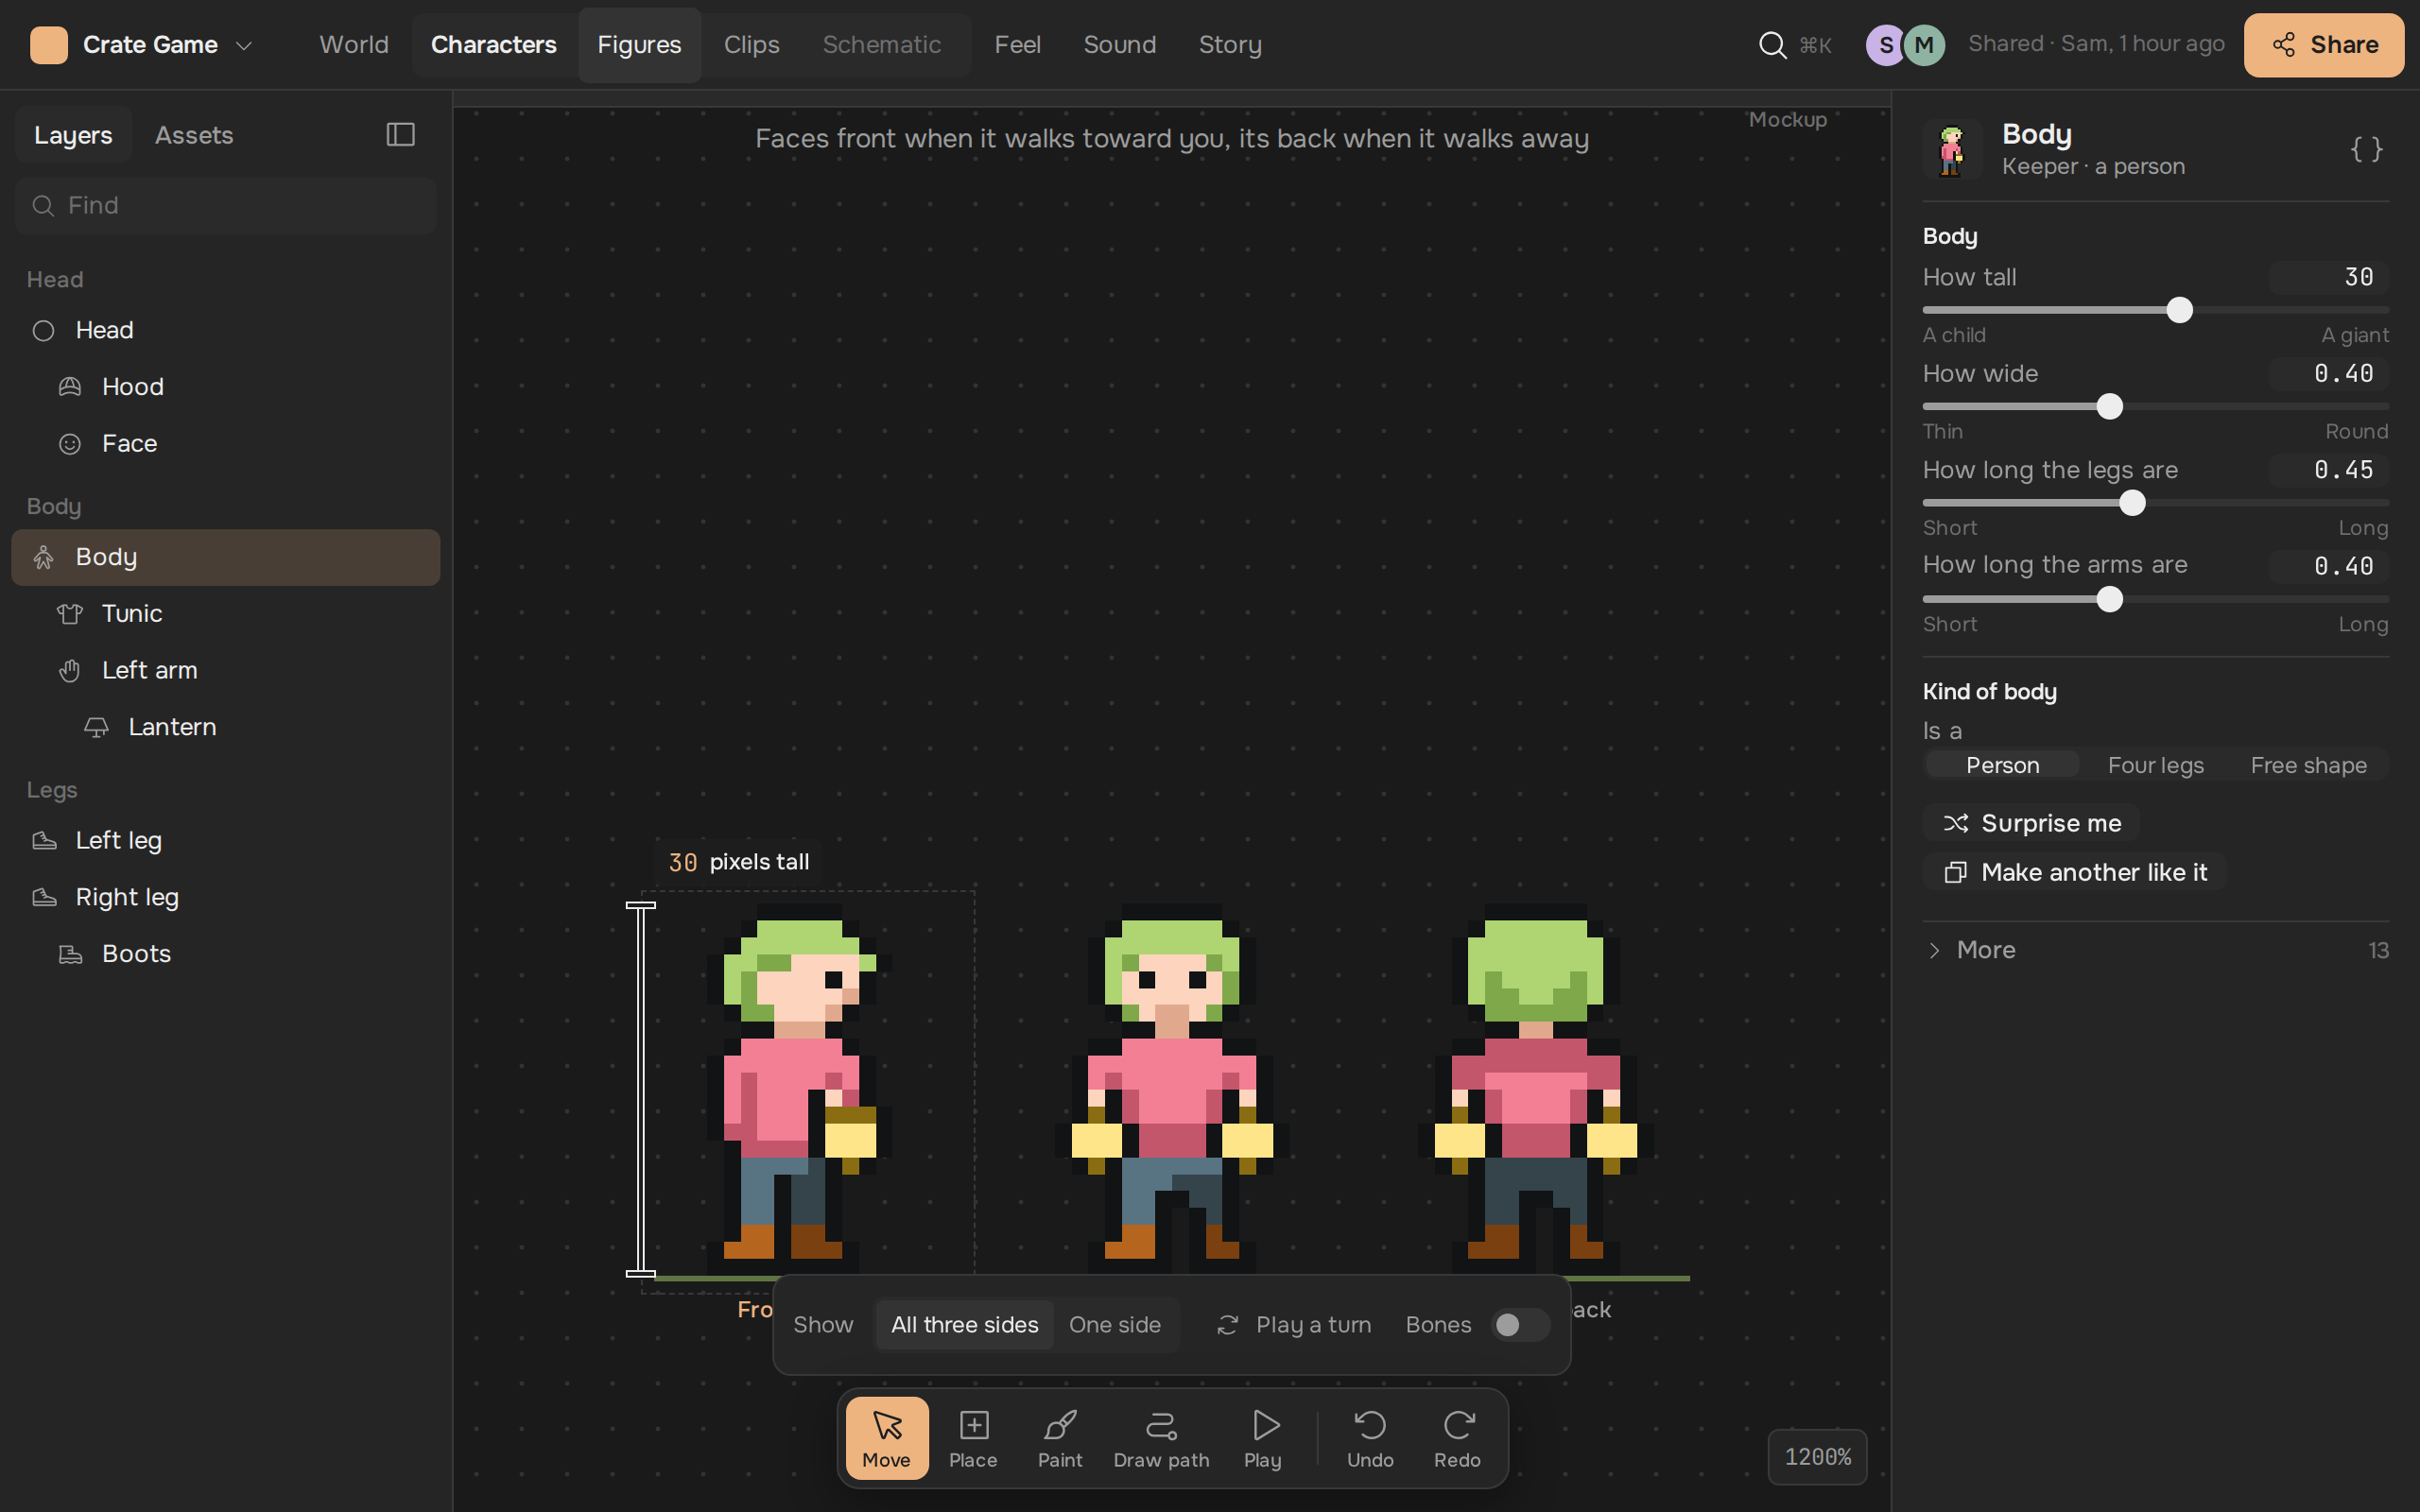 Crate Game
World
Characters
Figures
Clips
Schematic
Feel
Sound
Story
⌘K
S
M
Shared · Sam, 1 hour ago
Share
Layers
Assets
Find
Head
Head
Hood
Face
Body
Body
Tunic
Left arm
Lantern
Legs
Left leg
Right leg
Boots
Mockup
Faces front when it walks toward you, its back when it walks away
30 pixels tall
Fro
ack
Show
All three sides
One side
Play a turn
Bones
Move
Place
Paint
Draw path
Play
Undo
Redo
1200%
Body
Keeper · a person
{ }
Body
How tall
30
A child
A giant
How wide
0.40
Thin
Round
How long the legs are
0.45
Short
Long
How long the arms are
0.40
Short
Long
Kind of body
Is a
Person
Four legs
Free shape
Surprise me
Make another like it
More
13